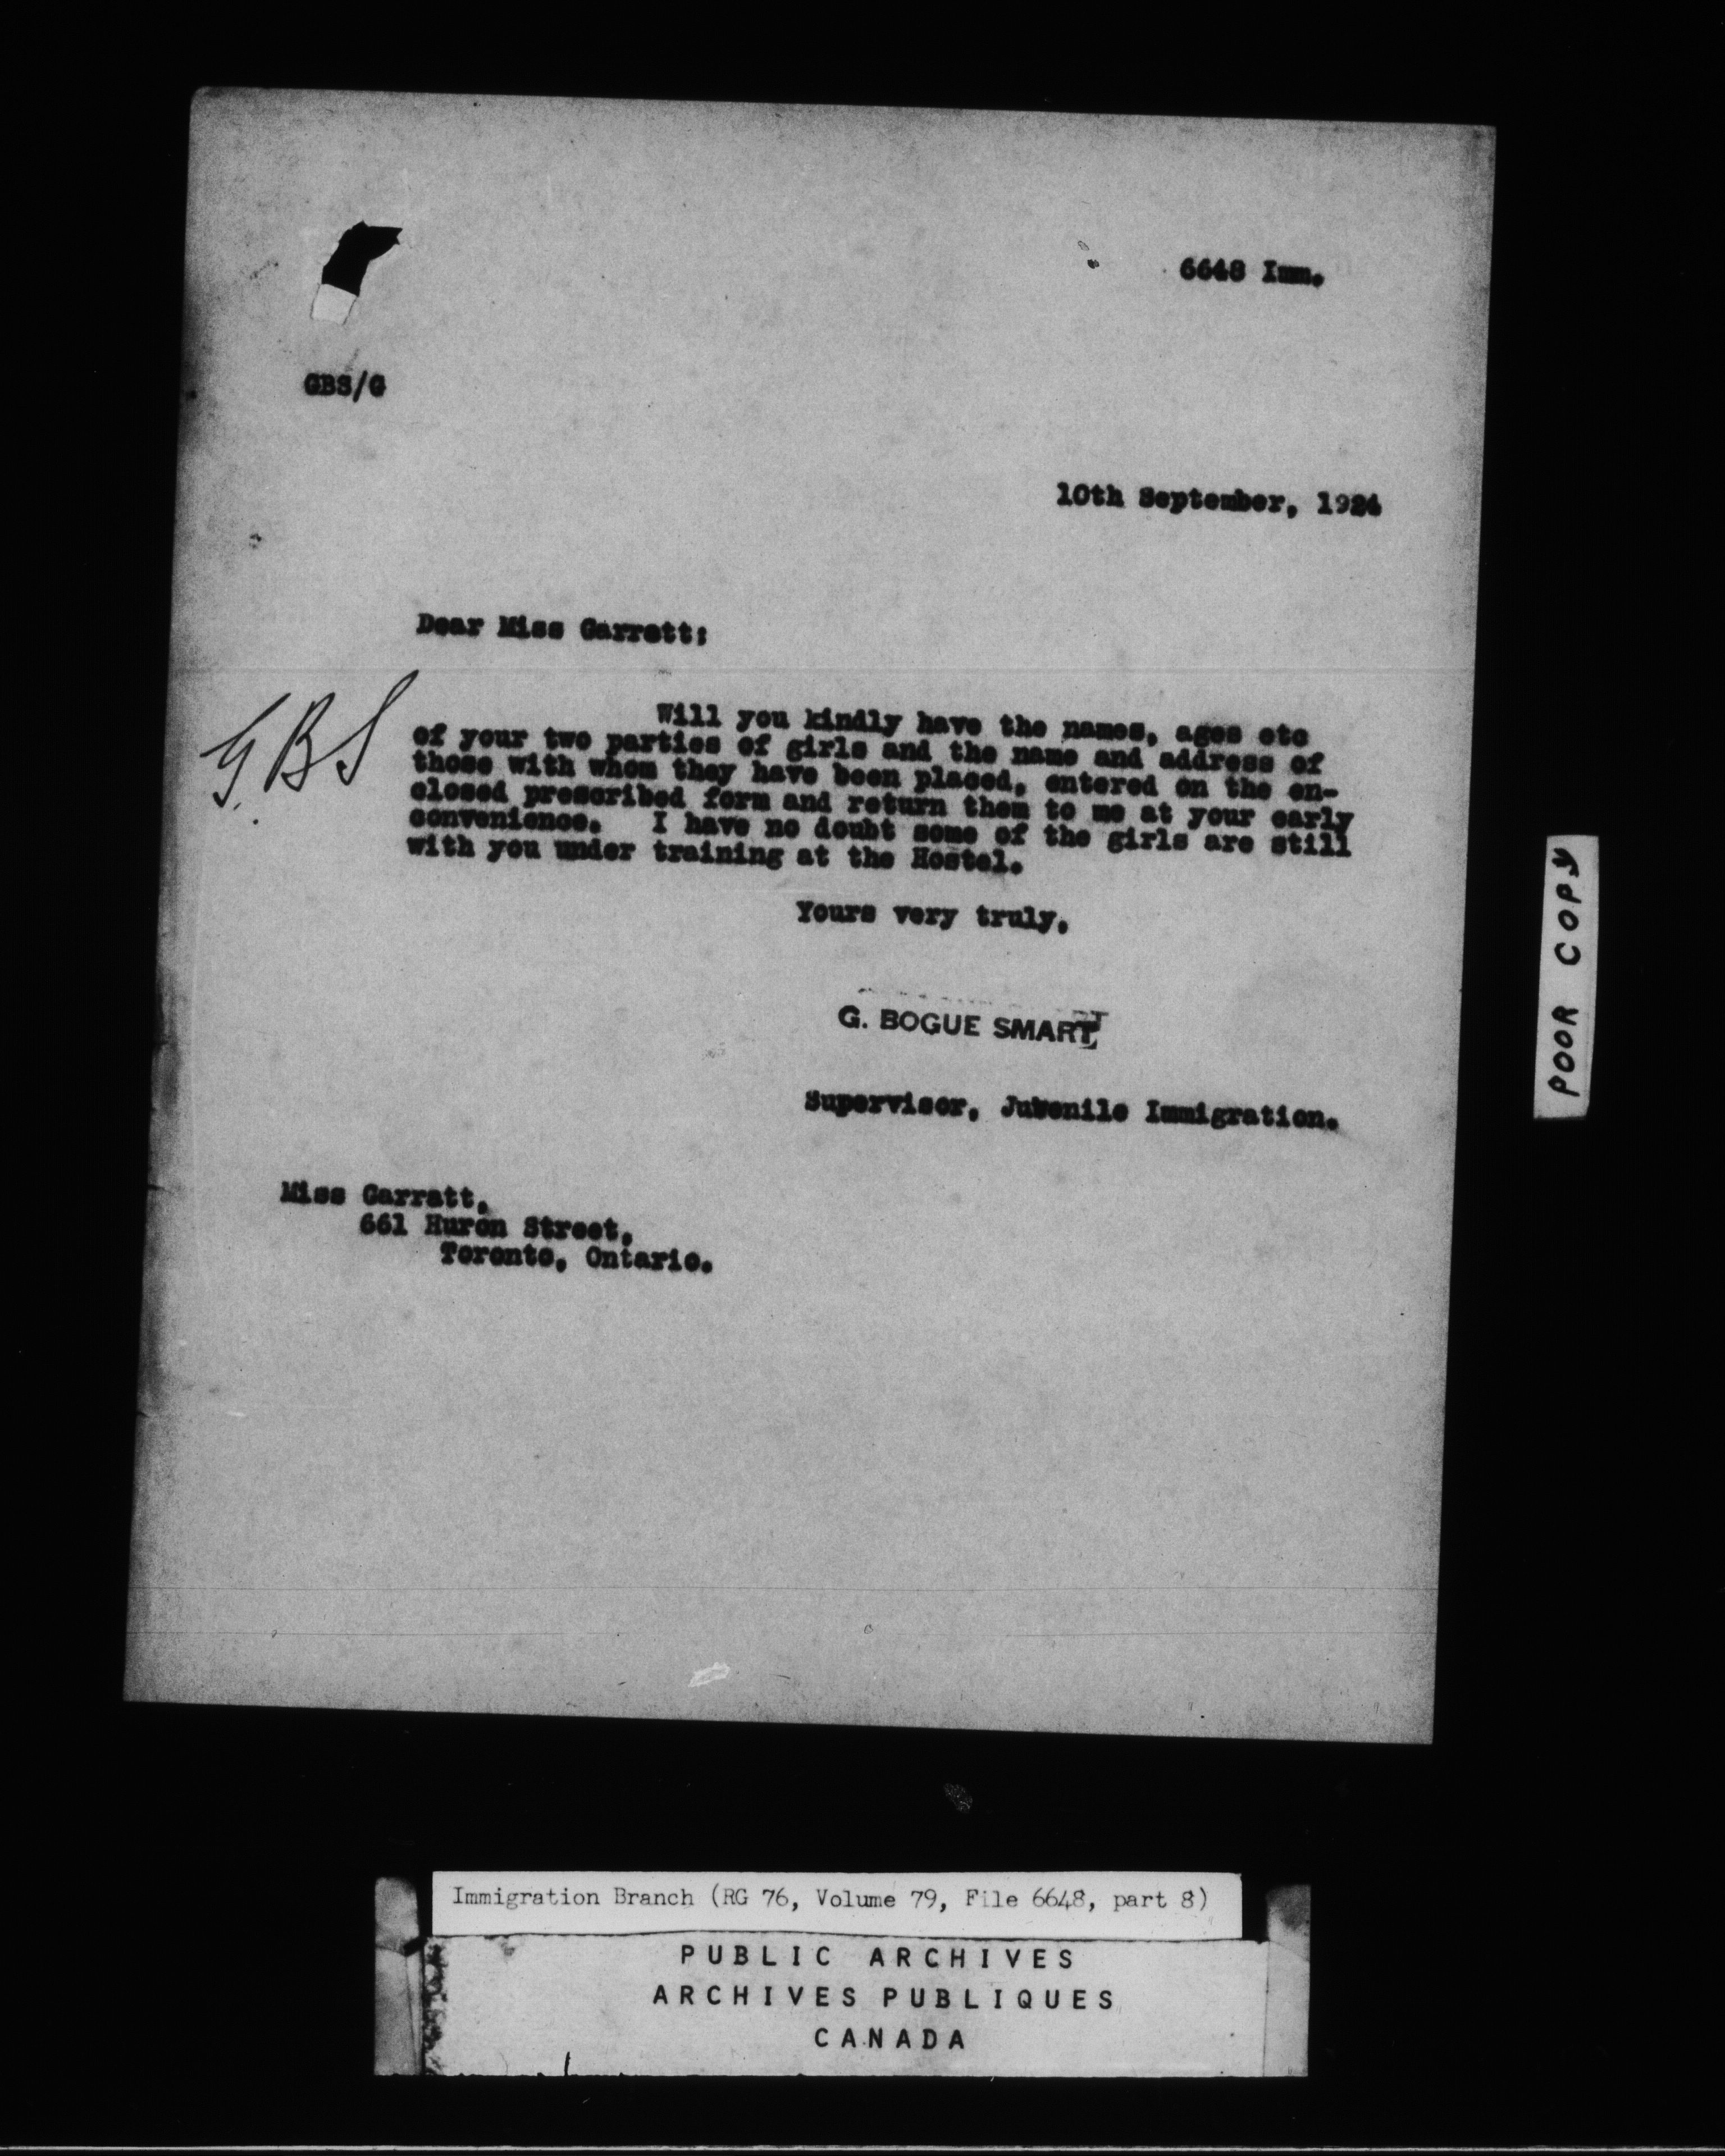 6648 Imm.
GBS/G
10th September, 1924
Dear Miss Garrett:
GBS
Will you kindly have the names, ages etc
of your two parties of girls and the name and address of
those with whom they have been placed, entered on the en-
closed prescribed form and return them to me at your early
convenience. I have no doubt some of the girls are still
with you under training at the Hostel.
Yours very truly,
G. BOGUE SMART
Supervisor, Juvenile Immigration.
Miss Garratt,
661 Huron Street,
Toronto, Ontario.
POOR COPY
Immigration Branch (RG 76, Volume 79, File 6648, part 8)
PUBLIC ARCHIVES
ARCHIVES PUBLIQUES
CANADA